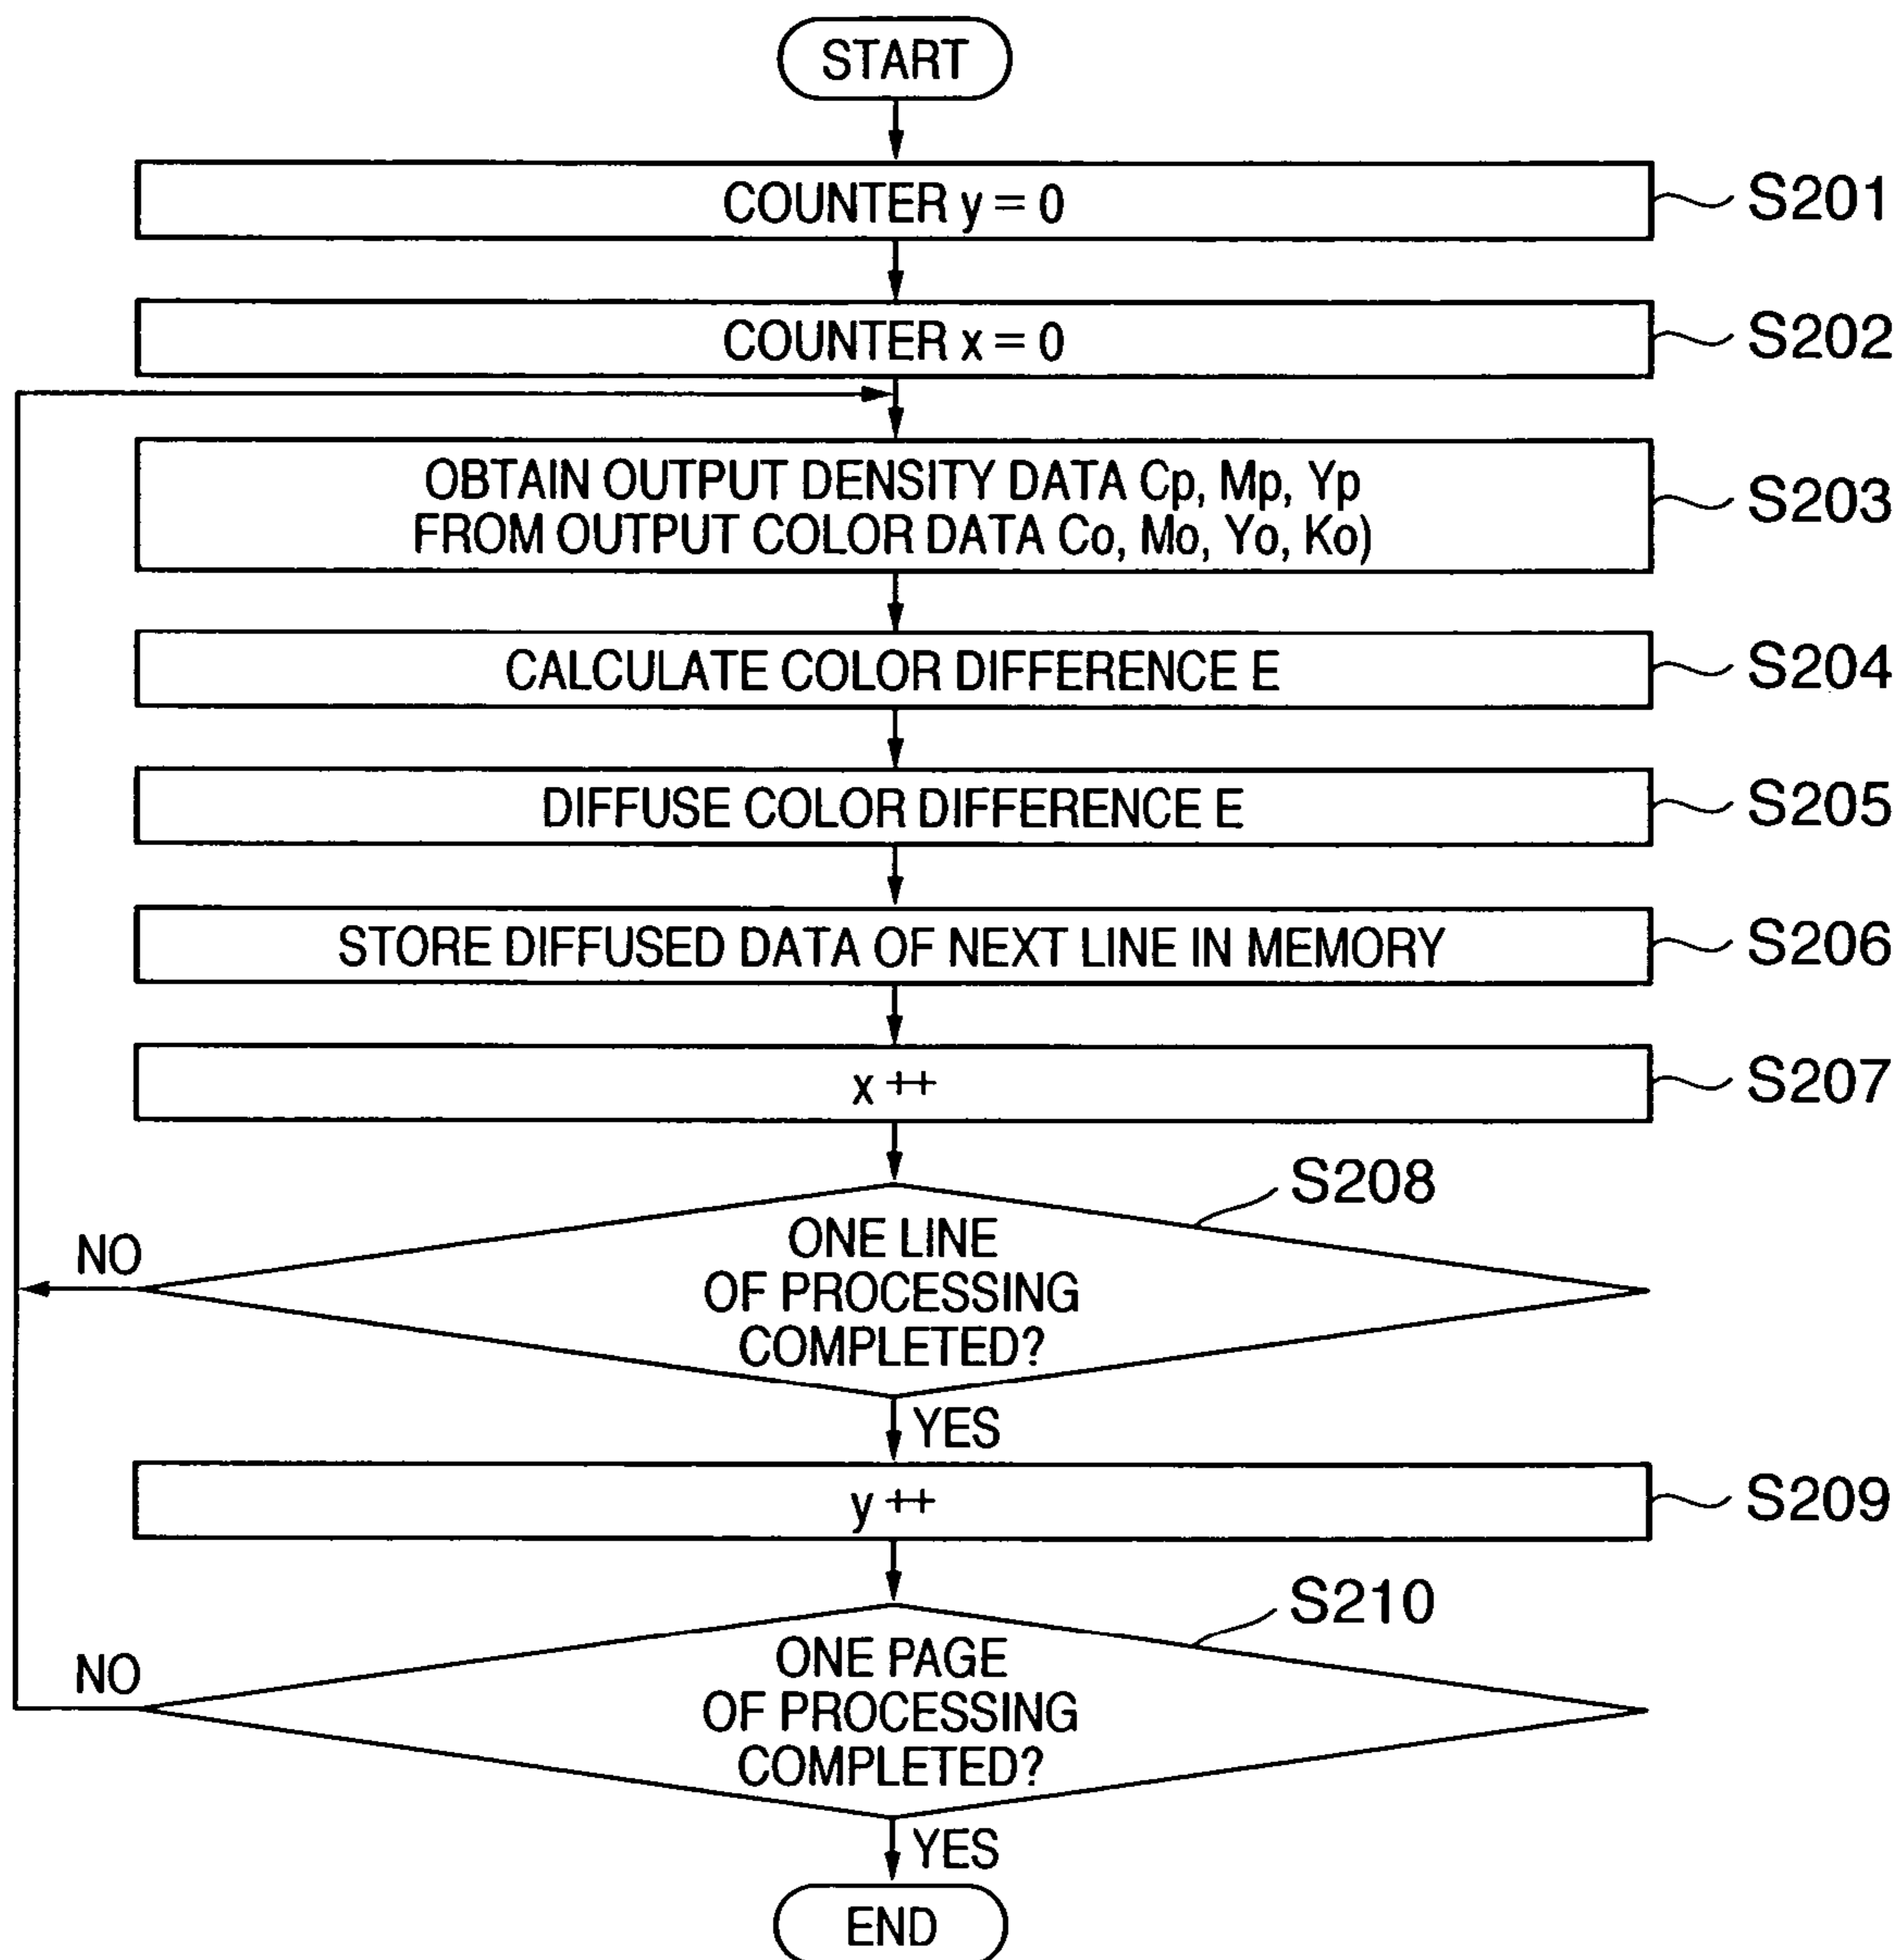 START
COUNTER y = 0
S201
COUNTER x = 0
S202
OBTAIN OUTPUT DENSITY DATA Cp, Mp, Yp
FROM OUTPUT COLOR DATA Co, Mo, Yo, Ko)
S203
CALCULATE COLOR DIFFERENCE E
S204
DIFFUSE COLOR DIFFERENCE E
S205
STORE DIFFUSED DATA OF NEXT LINE IN MEMORY
S206
x ++
S207
S208
ONE LINE
OF PROCESSING
COMPLETED?
NO
YES
y ++
S209
S210
ONE PAGE
OF PROCESSING
COMPLETED?
NO
YES
END